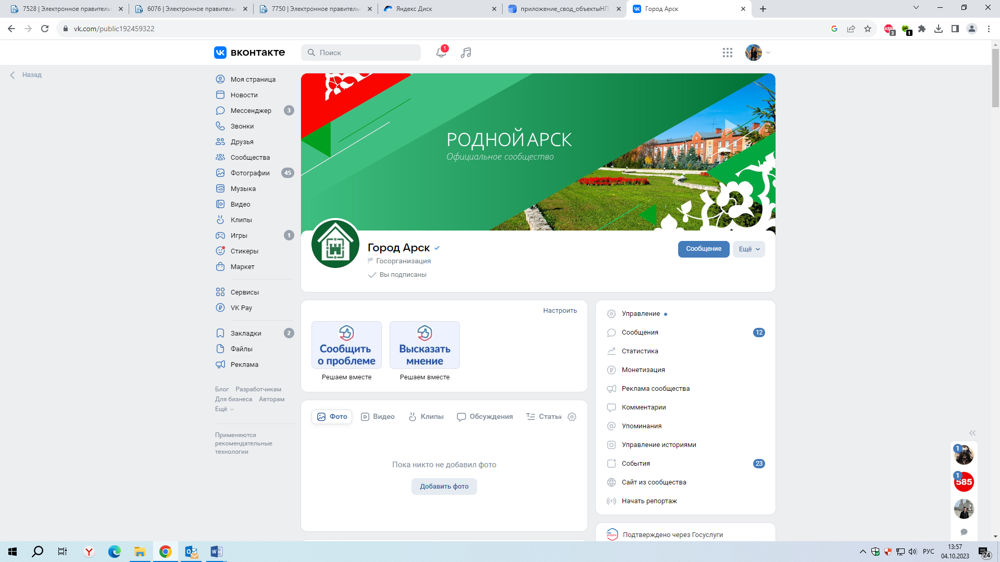 7528 | Электронное правитель
6076 | Электронное правитель
7750 | Электронное правитель
Яндекс Диск
приложение_свод_объектыНП
Город Арск
vk.com/public192459322
ABP
3
1
вконтакте
Поиск
1
Назад
Моя страница
Новости
Мессенджер 3
Звонки
Друзья
Сообщества
Фотографии 45
Музыка
Видео
Клипы
Игры 1
Стикеры
Маркет
Сервисы
VK Pay
Закладки 2
Файлы
Реклама
Блог Разработчикам
Для бизнеса Авторам
Ещё
Применяются
рекомендательные
технологии
РОДНОЙ АРСК
Официальное сообщество
Город Арск
Госорганизация
Вы подписаны
Сообщение
Ещё
Настроить
Сообщить
о проблеме
Решаем вместе
Высказать
мнение
Решаем вместе
Фото Видео Клипы Обсуждения Статьи
Пока никто не добавил фото
Добавить фото
Управление
Сообщения 12
Статистика
Монетизация
Реклама сообщества
Комментарии
Упоминания
Управление историями
События 23
Сайт из сообщества
Начать репортаж
госуслуги
Подтверждено через Госуслуги
1
1
585
РУС
13:57
04.10.2023
24